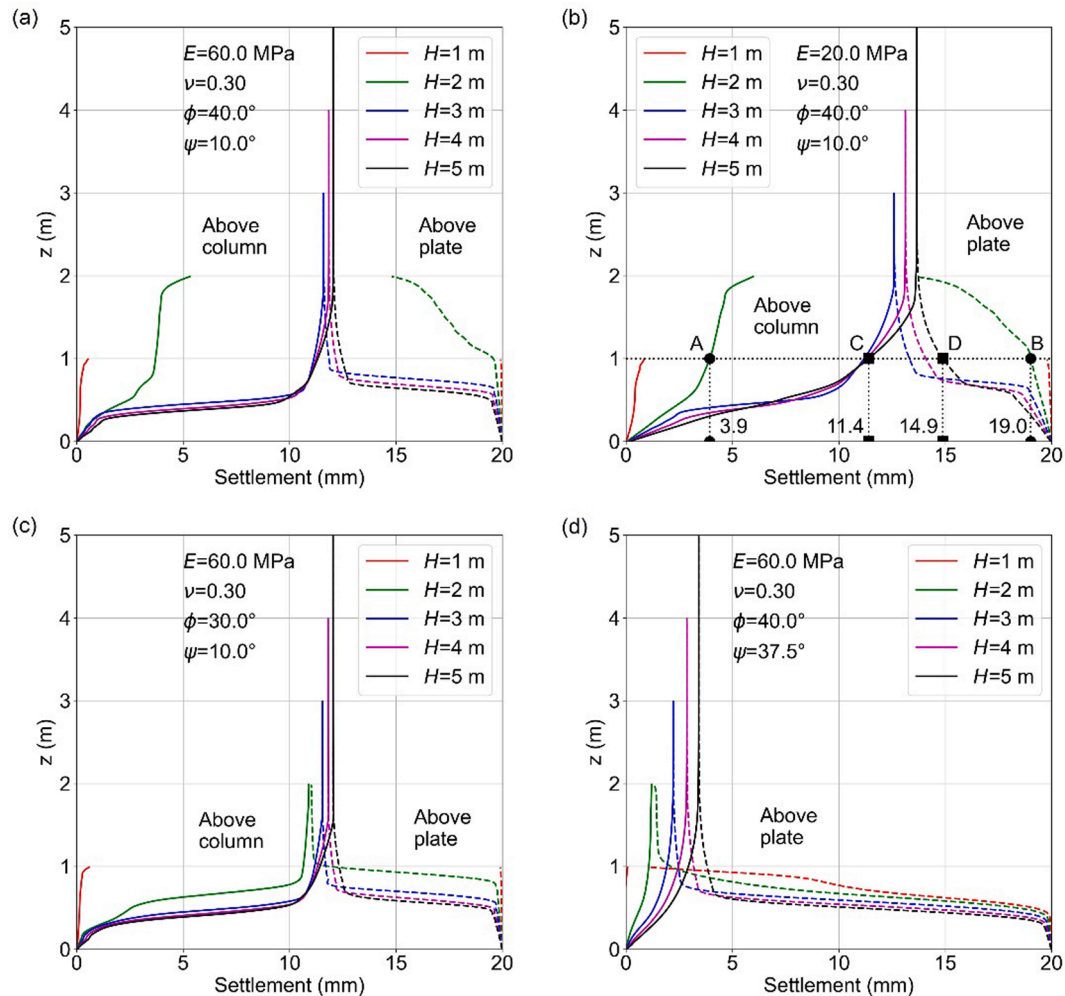 (a)
5
4
3
2
1
0
z (m)
E=60.0 MPa
ν=0.30
ϕ=40.0°
ψ=10.0°
H=1 m
H=2 m
H=3 m
H=4 m
H=5 m
Above
column
Above
plate
0 5 10 15 20
Settlement (mm)
(b)
5
4
3
2
1
0
z (m)
H=1 m
H=2 m
H=3 m
H=4 m
H=5 m
E=20.0 MPa
ν=0.30
ϕ=40.0°
ψ=10.0°
Above
plate
Above
column
A C D B
3.9 11.4 14.9 19.0
0 5 10 15 20
Settlement (mm)
(c)
5
4
3
2
1
0
z (m)
E=60.0 MPa
ν=0.30
ϕ=30.0°
ψ=10.0°
H=1 m
H=2 m
H=3 m
H=4 m
H=5 m
Above
column
Above
plate
0 5 10 15 20
Settlement (mm)
(d)
5
4
3
2
1
0
z (m)
E=60.0 MPa
ν=0.30
ϕ=40.0°
ψ=37.5°
H=1 m
H=2 m
H=3 m
H=4 m
H=5 m
Above
plate
0 5 10 15 20
Settlement (mm)